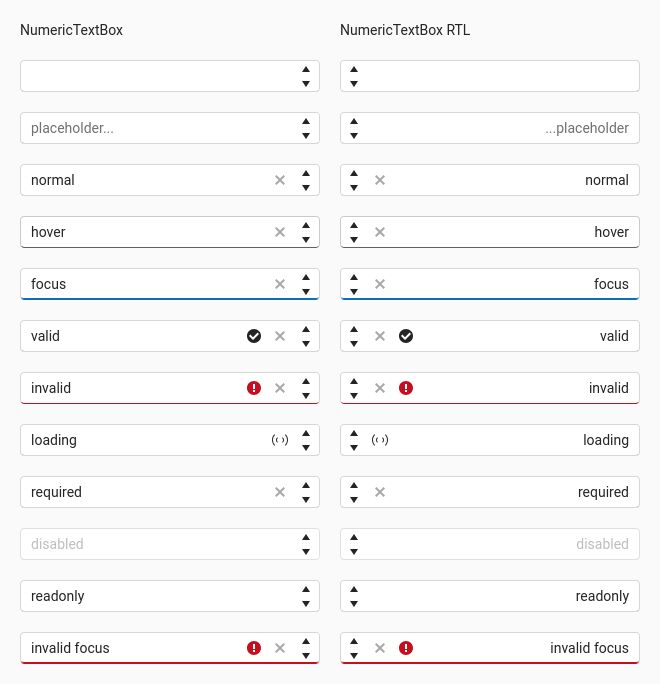 NumericTextBox
NumericTextBox RTL
placeholder...
...placeholder
normal
normal
hover
hover
focus
focus
valid
valid
invalid
invalid
loading
loading
required
required
disabled
disabled
readonly
readonly
invalid focus
invalid focus